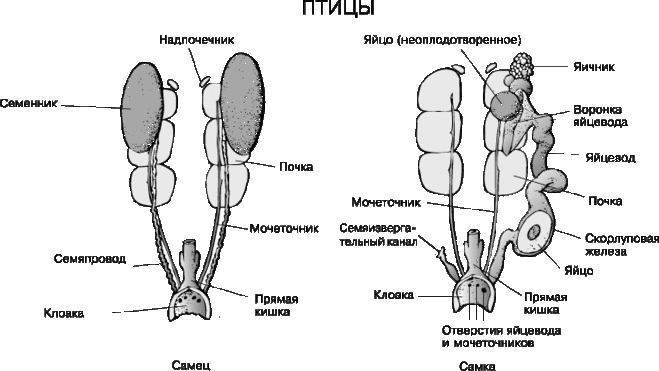 ПТИЦЫ
Надпочечник
Семенник
Почка
Мочеточник
Семяпровод
Клоака
Прямая
кишка
Самец
Яйцо (неоплодотворенное)
Яичник
Воронка
яйцевода
Яйцевод
Почка
Мочеточник
Семяизверга-
тельный канал
Скорлуповая
железа
Яйцо
Клоака
Прямая
кишка
Отверстия яйцевода
и мочеточников
Самка